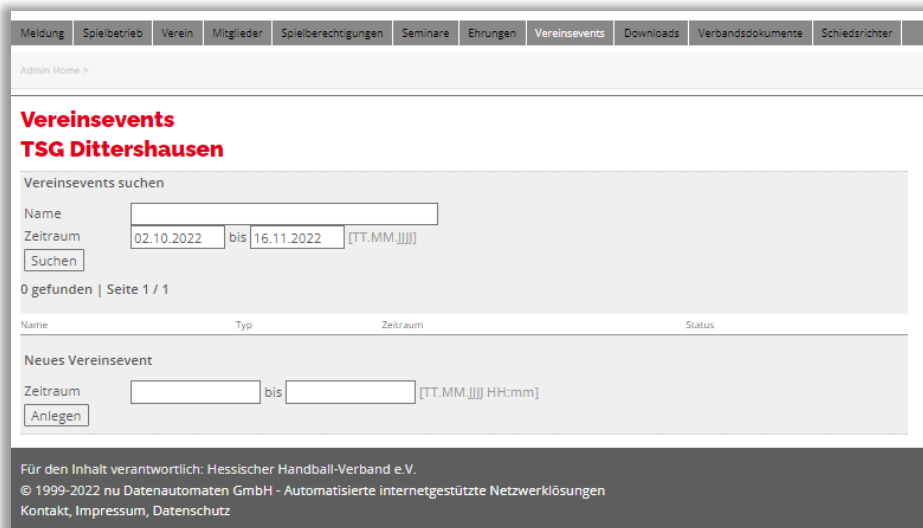 Meldung Spielbetrieb Verein Mitglieder Spielberechtigungen Seminare Ehrungen Vereinsevents Downloads Verbandsdokumente Schiedsrichter
Admin Home >
Vereinsevents
TSG Dittershausen
Vereinsevents suchen
Name
Zeitraum 02.10.2022 bis 16.11.2022 [TT.MM.JJJJ]
Suchen
0 gefunden | Seite 1 / 1
Name Typ Zeitraum Status
Neues Vereinsevent
Zeitraum bis [TT.MM.JJJJ HH:mm]
Anlegen
Für den Inhalt verantwortlich: Hessischer Handball-Verband e.V.
© 1999-2022 nu Datenautomaten GmbH - Automatisierte internetgestützte Netzwerklösungen
Kontakt, Impressum, Datenschutz